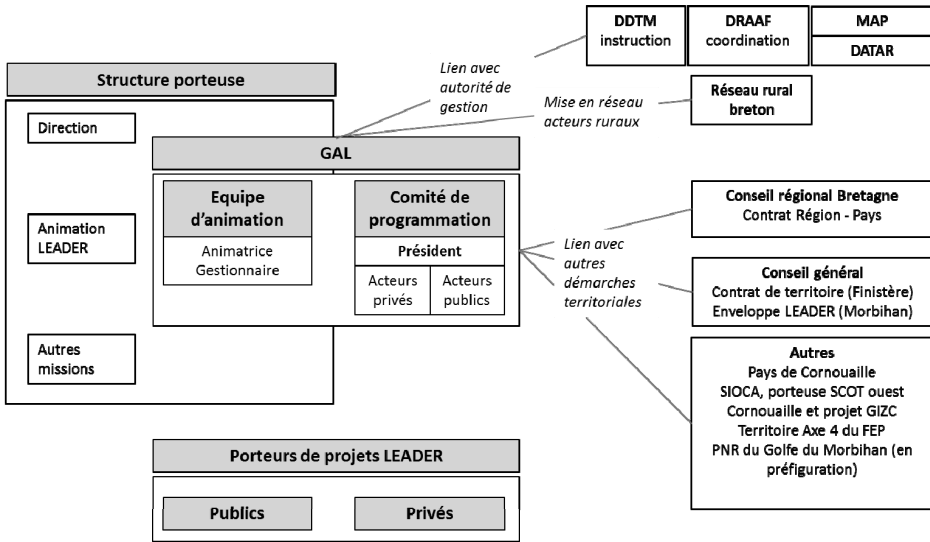 DDTM
instruction
DRAAF
coordination
MAP
DATAR
Structure porteuse
Lien avec
autorité de
gestion
Mise en réseau
acteurs ruraux
Réseau rural
breton
Direction
GAL
Equipe
d'animation
Animatrice
Gestionnaire
Comité de
programmation
Président
Acteurs
privés
Acteurs
publics
Animation
LEADER
Autres
missions
Lien avec
autres
démarches
territoriales
Conseil régional Bretagne
Contrat Région - Pays
Conseil général
Contrat de territoire (Finistère)
Enveloppe LEADER (Morbihan)
Autres
Pays de Cornouaille
SIOCA, porteuse SCOT ouest
Cornouaille et projet GIZC
Territoire Axe 4 du FEP
PNR du Golfe du Morbihan (en
préfiguration)
Porteurs de projets LEADER
Publics
Privés